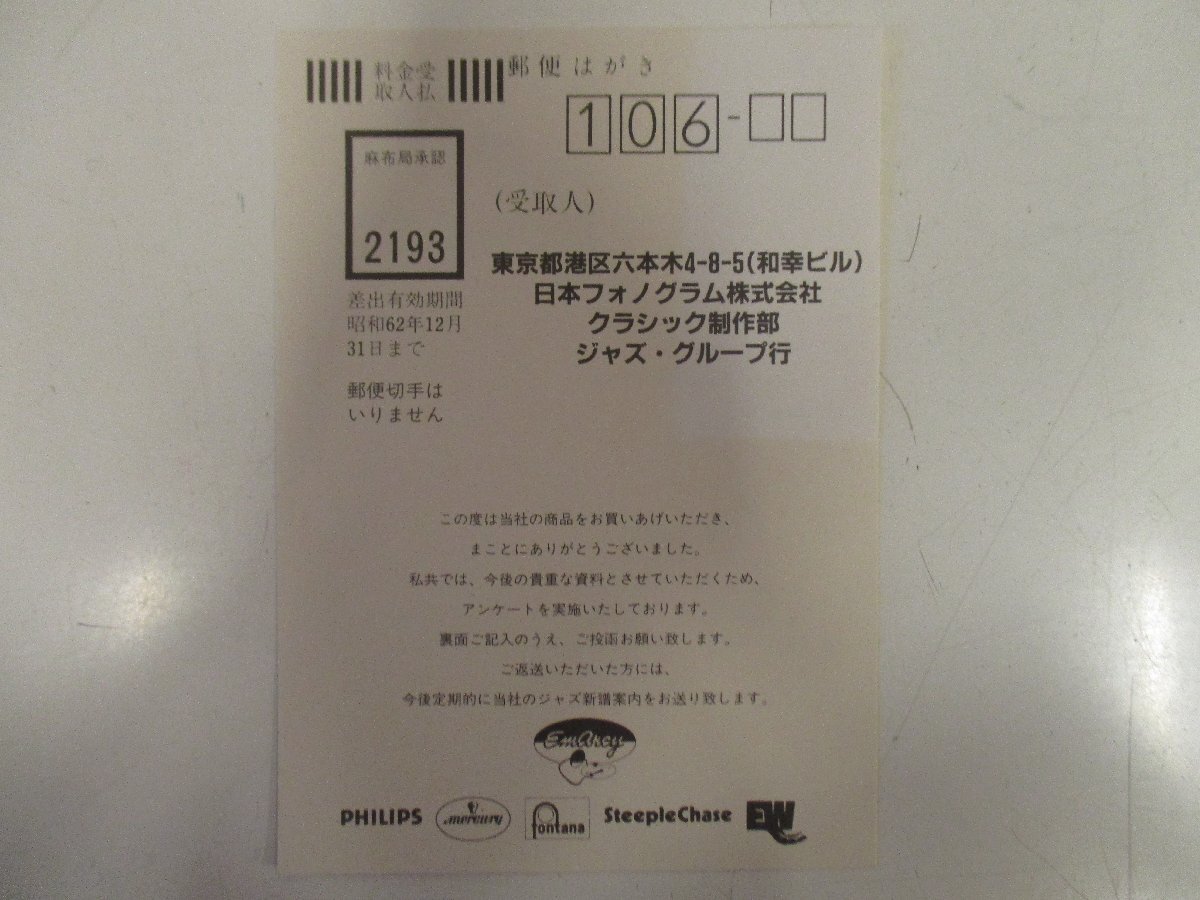 郵便はがき
料金受
取人払
106-
麻布局承認
2193
差出有効期間
昭和62年12月
31日まで
郵便切手は
いりません
(受取人)
東京都港区六本木4-8-5(和幸ビル)
日本フォノグラム株式会社
クラシック制作部
ジャズ・グループ行
この度は当社の商品をお買いあげいただき、
まことにありがとうございました。
私共では、今後の貴重な資料とさせていただくため、
アンケートを実施いたしております。
裏面ご記入のうえ、ご投函お願い致します。
ご返送いただいた方には、
今後定期的に当社のジャズ新譜案内をお送り致します。
EmArcy
PHILIPS
mercury
fontana
SteepleChase
EW